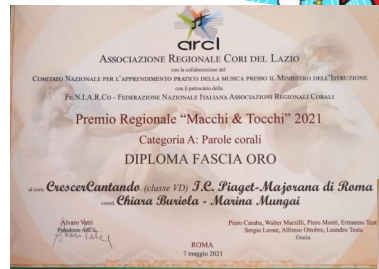 arcl
ASSOCIAZIONE REGIONALE CORI DEL LAZIO
con la collaborazione del
COMITATO NAZIONALE PER L'APPRENDIMENTO PRATICO DELLA MUSICA PRESSO IL MINISTERO DELL'ISTRUZIONE
con il patrocinio della
FE.N.I.A.R.CO - FEDERAZIONE NAZIONALE ITALIANA ASSOCIAZIONI REGIONALI CORALI
Premio Regionale "Macchi & Tocchi" 2021
Categoria A: Parole corali
DIPLOMA FASCIA ORO
al coro CrescerCantando (classe VD) I.C. Piaget-Majorana di Roma
coord. Chiara Buriola - Marina Mungai
Alvaro Vatri
Presidente ARCL
Piero Caraba, Walter Marzilli, Piero Monti, Ermanno Testi
Sergio Leone, Alfonso Ottobre, Leandro Testa
Giuria
ROMA
7 maggio 2021